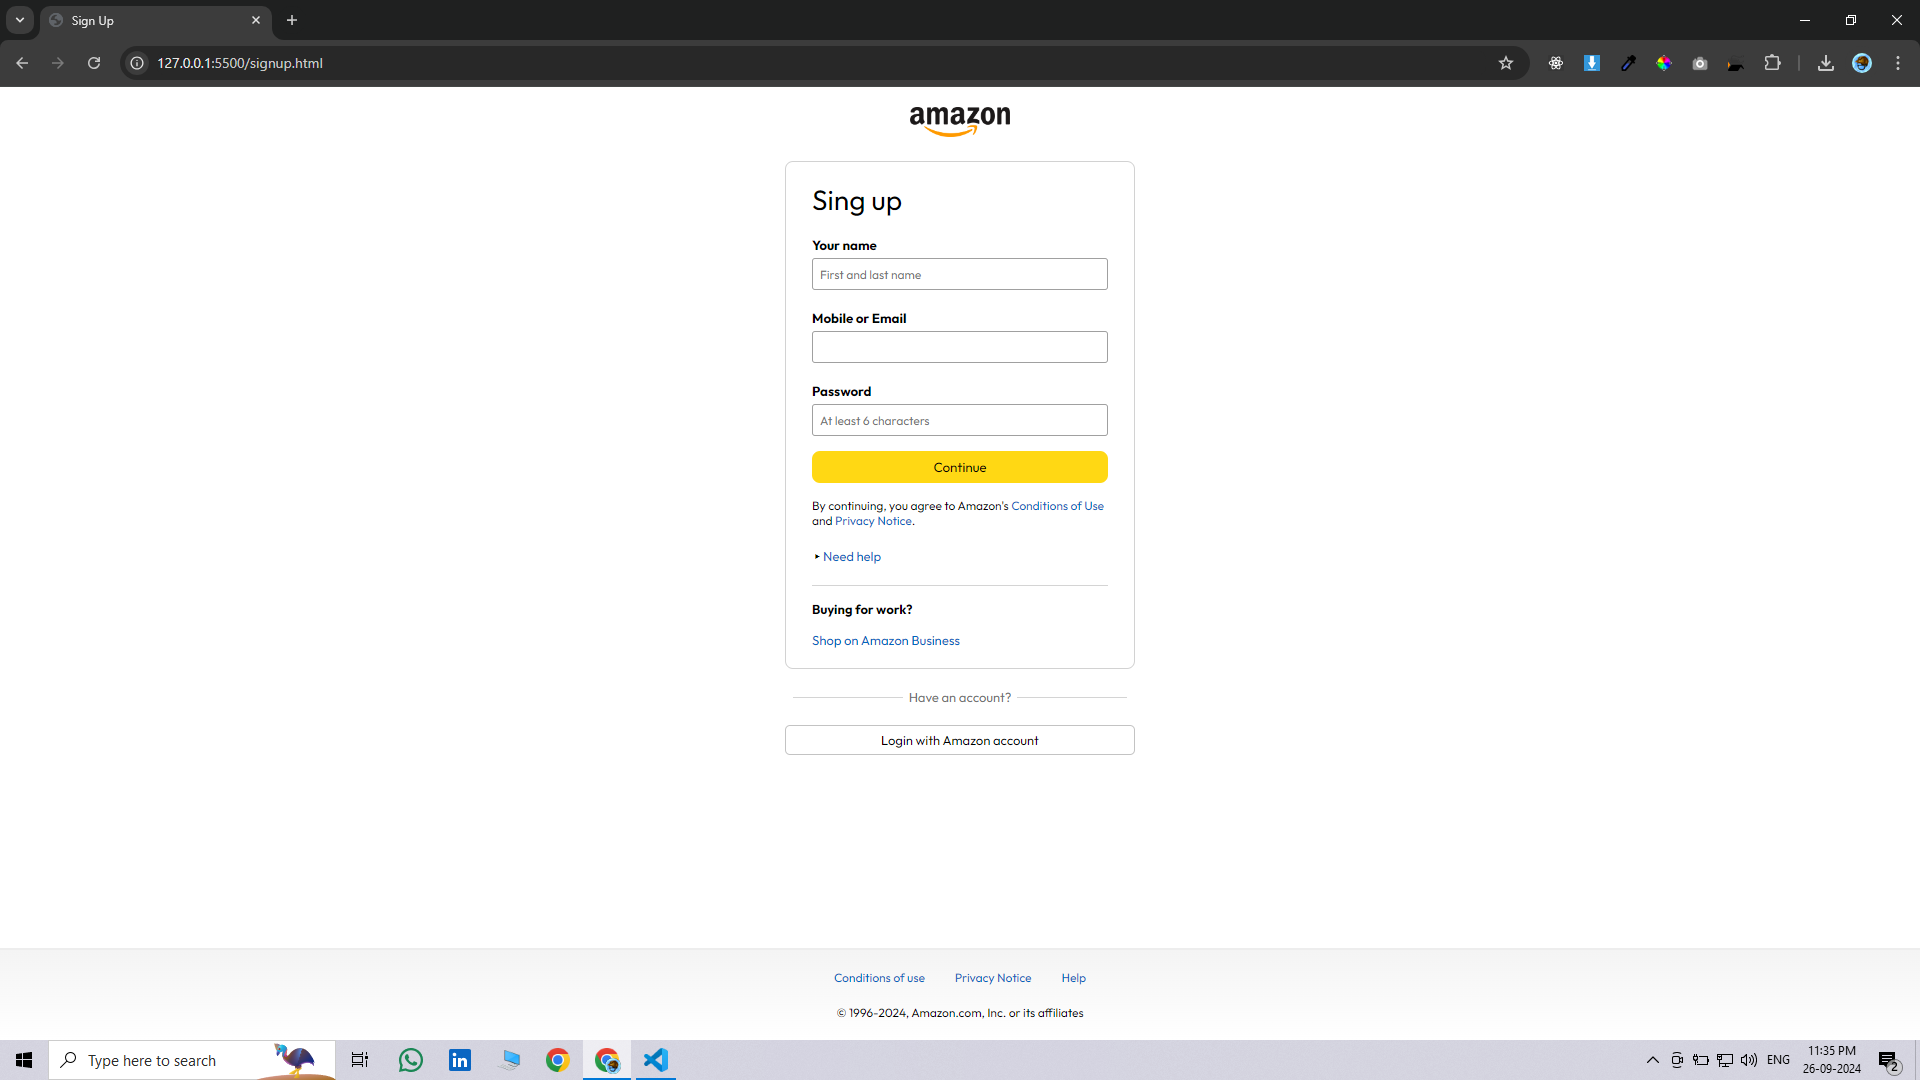 Sign Up
127.0.0.1:5500/signup.html
amazon
Sing up
Your name
First and last name
Mobile or Email
Password
At least 6 characters
Continue
By continuing, you agree to Amazon's Conditions of Use
and Privacy Notice.
Need help
Buying for work?
Shop on Amazon Business
Have an account?
Login with Amazon account
Conditions of use Privacy Notice Help
© 1996-2024, Amazon.com, Inc. or its affiliates
Type here to search
ENG
11:35 PM
26-09-2024
2